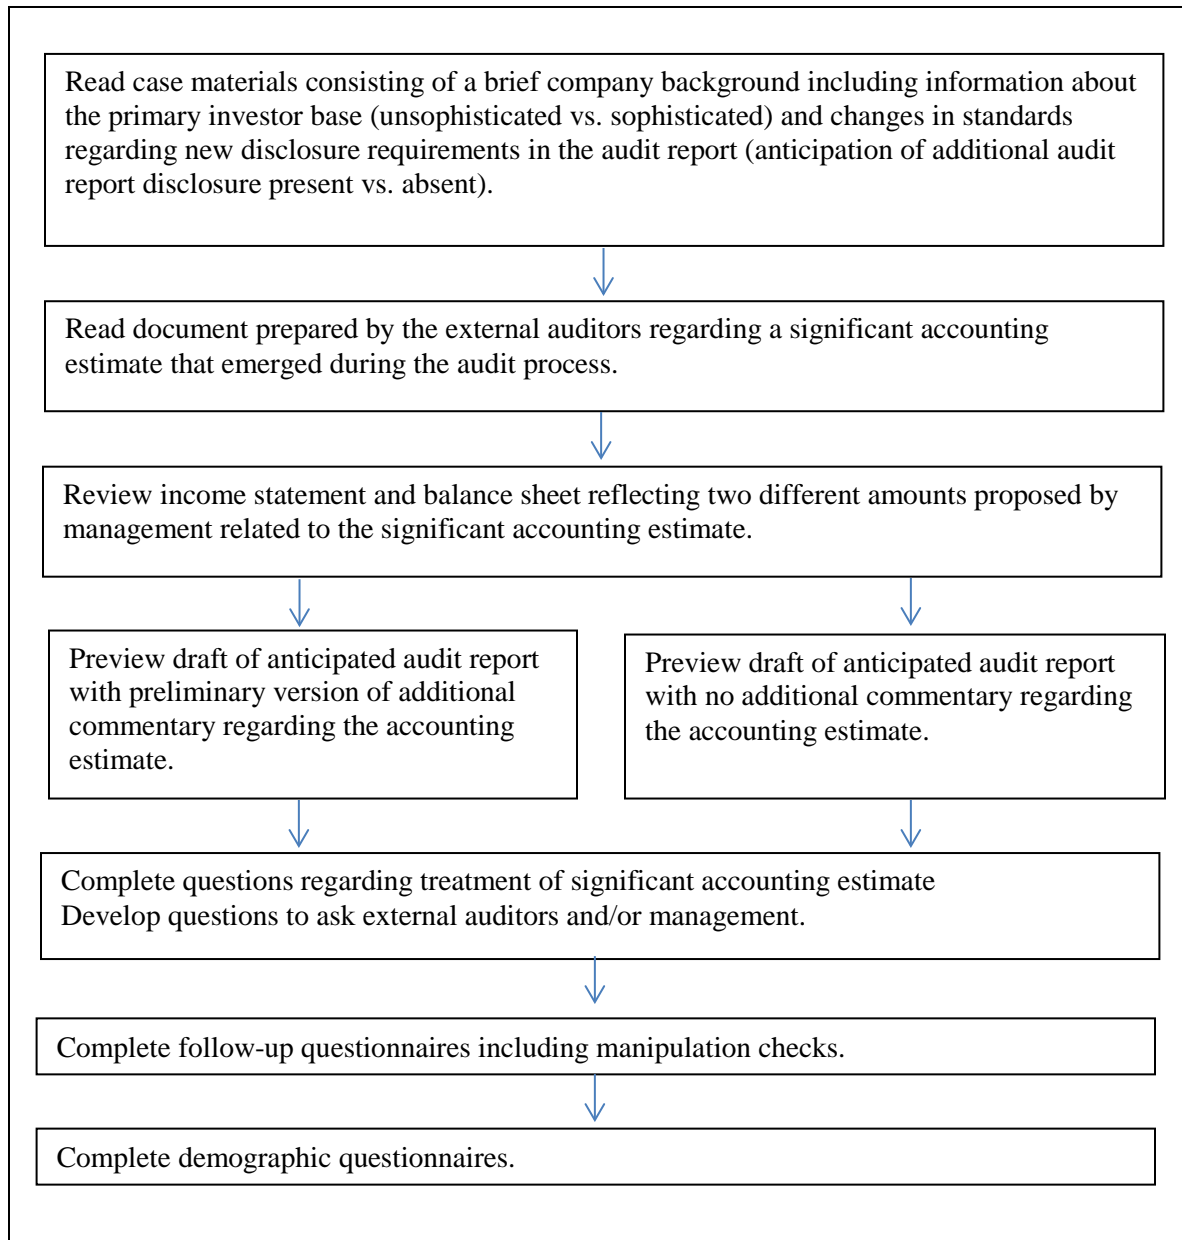 Read case materials consisting of a brief company background including information about
the primary investor base (unsophisticated vs. sophisticated) and changes in standards
regarding new disclosure requirements in the audit report (anticipation of additional audit
report disclosure present vs. absent).
Read document prepared by the external auditors regarding a significant accounting
estimate that emerged during the audit process.
Review income statement and balance sheet reflecting two different amounts proposed by
management related to the significant accounting estimate.
Preview draft of anticipated audit report
with preliminary version of additional
commentary regarding the accounting
estimate.
Preview draft of anticipated audit report
with no additional commentary regarding
the accounting estimate.
Complete questions regarding treatment of significant accounting estimate
Develop questions to ask external auditors and/or management.
Complete follow-up questionnaires including manipulation checks.
Complete demographic questionnaires.